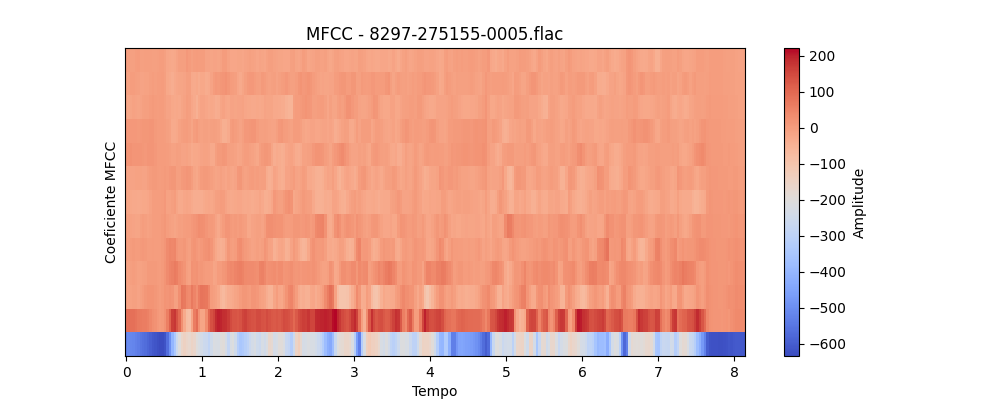 MFCC - 8297-275155-0005.flac
Coeficiente MFCC
0 1 2 3 4 5 6 7 8
Tempo
200
100
0
−100
−200
−300
−400
−500
−600
Amplitude